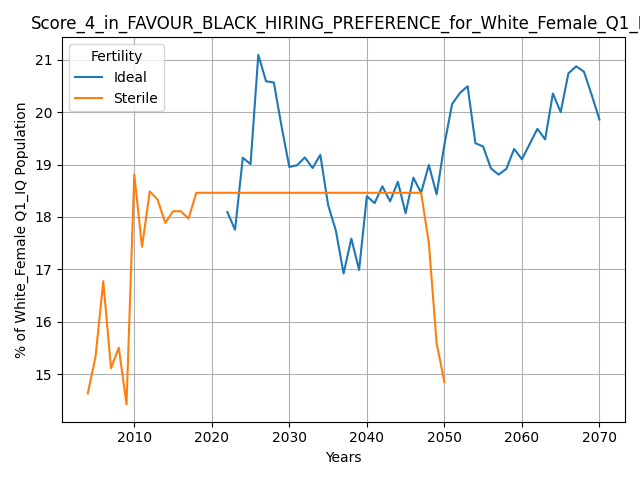 Score_4_in_FAVOUR_BLACK_HIRING_PREFERENCE_for_White_Female_Q1_I
Fertility
Ideal
Sterile
% of White_Female Q1_IQ Population
21
20
19
18
17
16
15
2010 2020 2030 2040 2050 2060 2070
Years